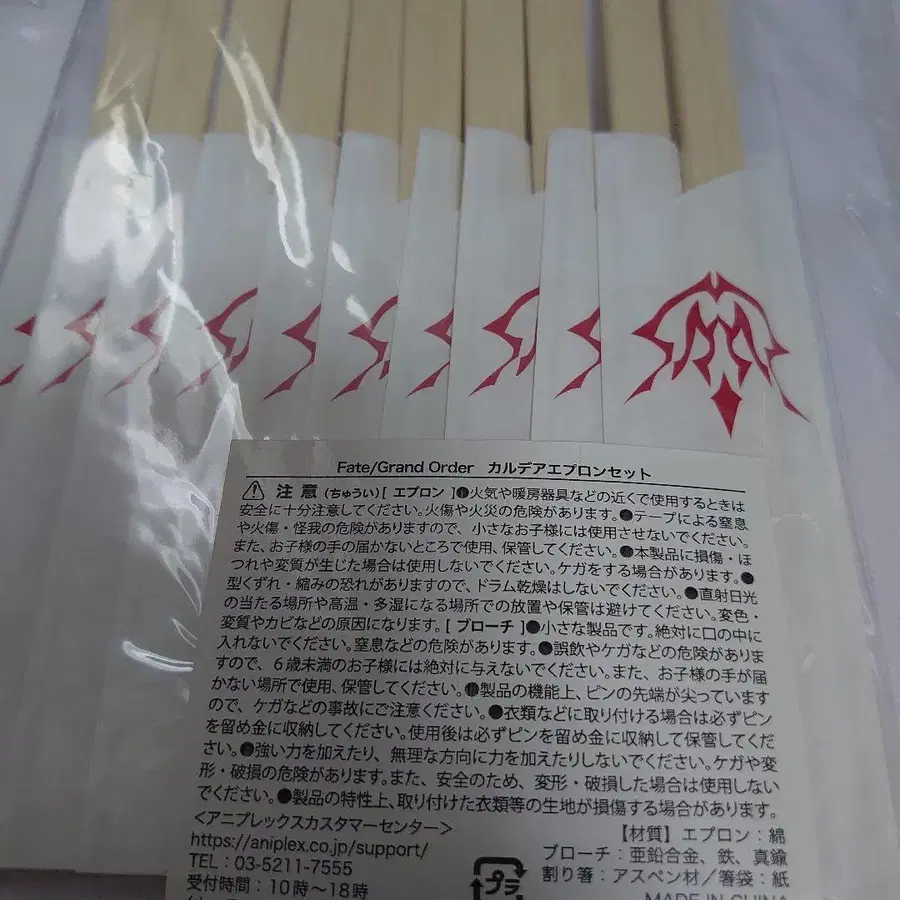 Fate/Grand Order カルデアエプロンセット
注意(ちゅうい)[ エプロン ]●火気や暖房器具などの近くで使用するときは
安全に十分注意してください。火傷や火災の危険があります。●テープによる窒息
や火傷・怪我の危険がありますので、小さなお子様には使用させないでください。
また、お子様の手の届かないところで使用、保管してください。●本製品に損傷・ほ
つれや変質が生じた場合は使用しないでください。ケガをする場合があります。●
型くずれ・縮みの恐れがありますので、ドラム乾燥はしないでください。●直射日光
の当たる場所や高温・多湿になる場所での放置や保管は避けてください。変色・
変質やカビなどの原因になります。[ ブローチ ]●小さな製品です。絶対に口の中に
入れないでください。窒息などの危険があります。●誤飲やケガなどの危険がありま
すので、6歳未満のお子様には絶対に与えないでください。また、お子様の手が届
かない場所で使用、保管してください。●製品の機能上、ピンの先端が尖っています
ので、ケガなどの事故にご注意ください。●衣類などに取り付ける場合は必ずピン
を留め金に収納してください。使用後は必ずピンを留め金に収納して保管してくだ
さい。●強い力を加えたり、無理な方向に力を加えたりしないでください。ケガや変
形・破損の危険があります。また、安全のため、変形・破損した場合は使用しない
でください。●製品の特性上、取り付けた衣類等の生地が損傷する場合があります。
<アニプレックスカスタマーセンター>
https://aniplex.co.jp/support/
TEL：03-5211-7555
受付時間：10時～18時
【材質】エプロン：綿
ブローチ：亜鉛合金、鉄、真鍮
割り箸：アスペン材／箸袋：紙
プラ
MADE IN CHINA